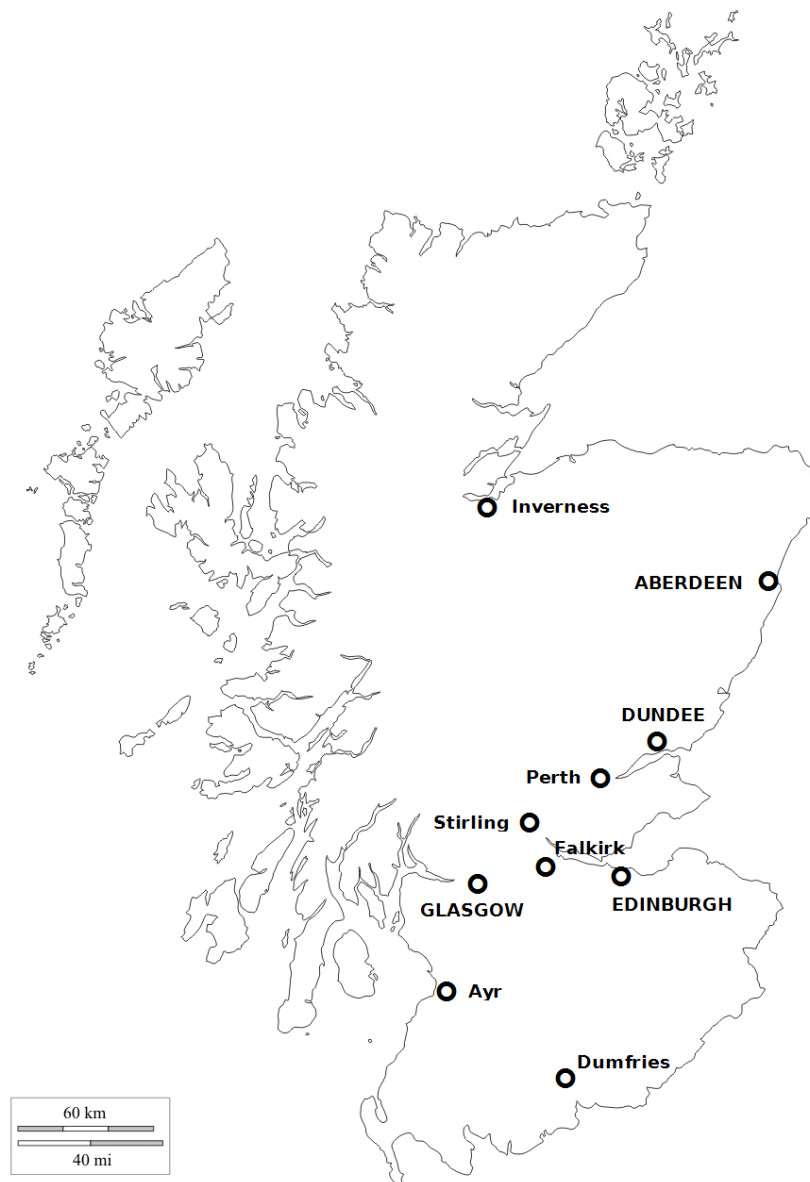 Inverness
ABERDEEN
DUNDEE
Perth
Stirling
Falkirk
GLASGOW
EDINBURGH
Ayr
Dumfries
60 km
40 mi